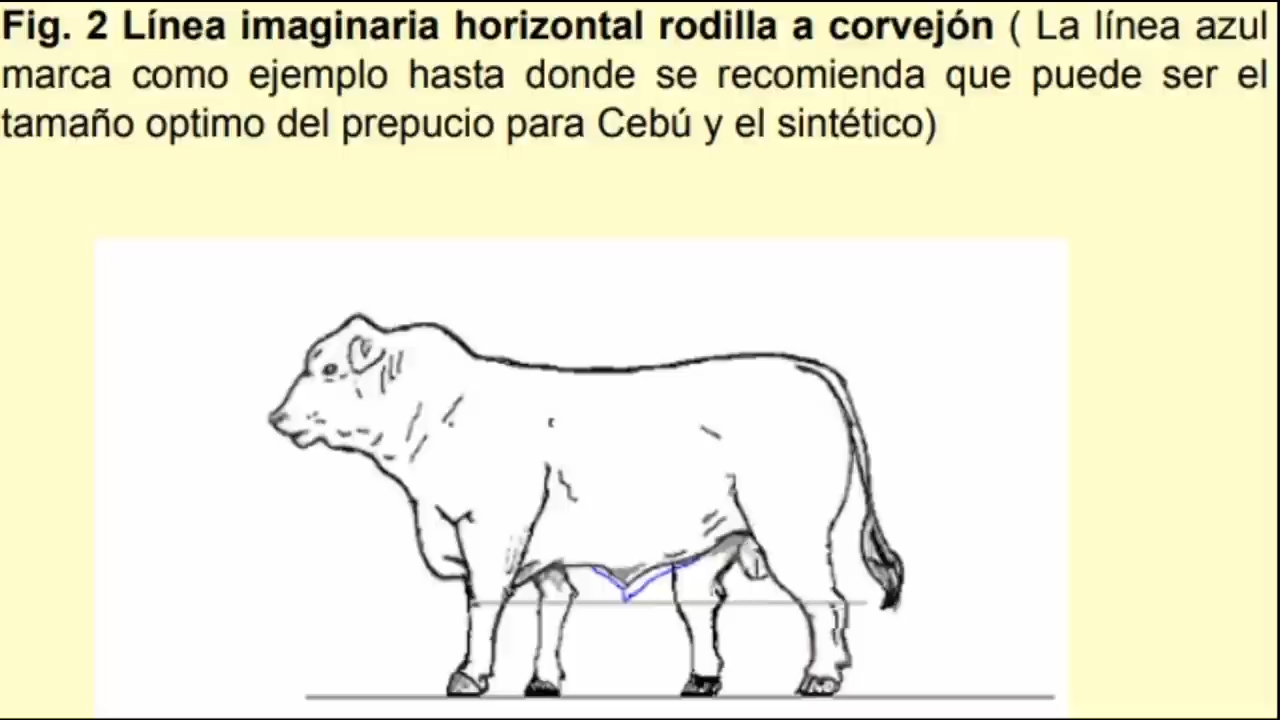 Fig. 2 Línea imaginaria horizontal rodilla a corvejón ( La línea azul
marca como ejemplo hasta donde se recomienda que puede ser el
tamaño optimo del prepucio para Cebú y el sintético)